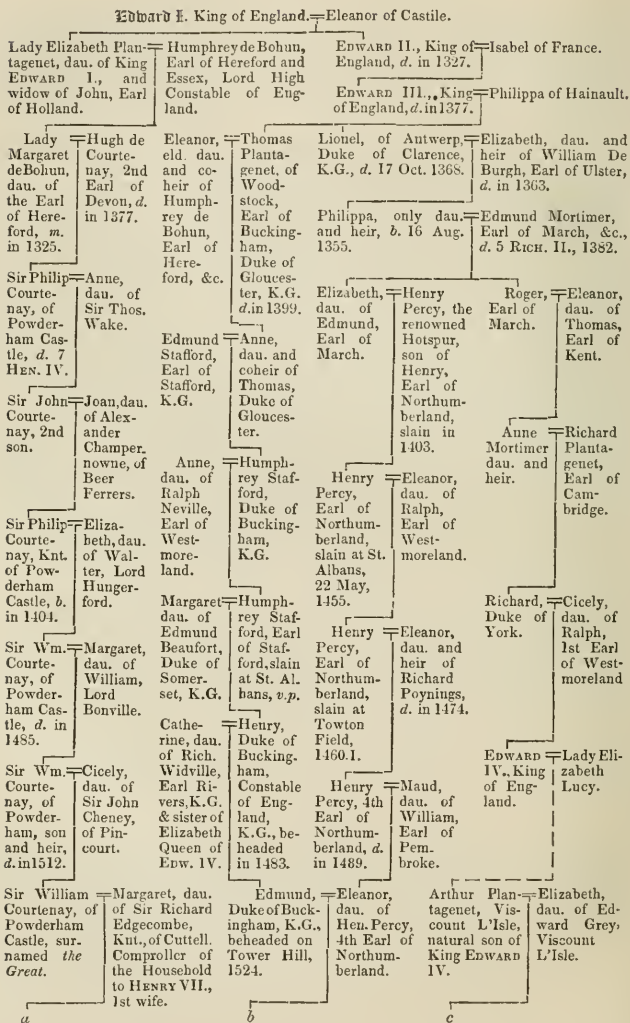 Edward I. King of England.=Eleanor of Castile.
Lady Elizabeth Plan-
tagenet, dau. of King
EDWARD I., and
widow of John, Earl
of Holland.
Humphrey de Bohun,
Earl of Hereford and
Essex, Lord High
Constable of Eng-
land.
EDWARD II., King of
England, d. in 1327.
Isabel of France.
EDWARD III., King
of England, d. in 1377.
Philippa of Hainault.
Lady
Margaret
de Bohun,
dau. of
the Earl
of Here-
ford, m.
in 1325.
Hugh de
Courte-
nay, 2nd
Earl of
Devon, d.
in 1377.
Eleanor,
eld. dau.
and co-
heir of
Humph-
rey de
Bohun,
Earl of
Here-
ford, &c.
Thomas
Planta-
genet, of
Wood-
stock,
Earl of
Bucking-
ham,
Duke of
Glouces-
ter, K.G.
d. in 1399.
Lionel, of Antwerp,
Duke of Clarence,
K.G., d. 17 Oct. 1368.
Elizabeth, dau. and
heir of William De
Burgh, Earl of Ulster,
d. in 1363.
Philippa, only dau.
and heir, b. 16 Aug.
1355.
Edmund Mortimer,
Earl of March, &c.,
d. 5 RICH. II., 1382.
Sir Philip
Courte-
nay, of
Powder-
ham Cas-
tle, d. 7
HEN. IV.
Anne,
dau. of
Sir Thos.
Wake.
Edmund
Stafford,
Earl of
Stafford,
K.G.
Anne,
dau. and
coheir of
Thomas,
Duke of
Glouces-
ter.
Elizabeth,
dau. of
Edmund,
Earl of
March.
Henry
Percy, the
renowned
Hotspur,
son of
Henry,
Earl of
Northum-
berland,
slain in
1403.
Roger,
Earl of
March.
Eleanor,
dau. of
Thomas,
Earl of
Kent.
Sir John
Courte-
nay, 2nd
son.
Joan, dau.
of Alex-
ander
Champer-
nowne, of
Beer
Ferrers.
Anne,
dau. of
Ralph
Neville,
Earl of
West-
more-
land.
Humph-
rey Staf-
ford,
Duke of
Bucking-
ham,
K.G.
Henry
Percy,
Earl of
Northum-
berland,
slain at St.
Albans,
22 May,
1455.
Eleanor,
dau. of
Ralph,
Earl of
West-
moreland.
Anne
Mortimer
dau. and
heir.
Richard
Planta-
genet,
Earl of
Cam-
bridge.
Sir Philip
Courte-
nay, Knt.
of Pow-
derham
Castle, b.
in 1404.
Eliza-
beth, dau.
of Wal-
ter, Lord
Hunger-
ford.
Margaret
dau. of
Edmund
Beaufort,
Duke of
Somer-
set, K.G.
Humph-
rey Staf-
ford, Earl
of Staf-
ford, slain
at St. Al-
bans, v.p.
Henry
Percy,
Earl of
Northum-
berland,
slain at
Towton
Field,
1460.1.
Eleanor,
dau. and
heir of
Richard
Poynings,
d. in 1474.
Richard,
Duke of
York.
Cicely,
dau. of
Ralph,
1st Earl
of West-
moreland
Sir Wm.
Courte-
nay, of
Powder-
ham Cas-
tle, d. in
1485.
Margaret,
dau. of
William,
Lord
Bonville.
Cathe-
rine, dau.
of Rich.
Widville,
Earl Ri-
vers, K.G.
& sister of
Elizabeth
Queen of
EDW. IV.
Henry,
Duke of
Bucking-
ham,
Constable
of Eng-
land,
K.G., be-
headed
in 1483.
Henry
Percy, 4th
Earl of
Northum-
berland, d.
in 1489.
Maud,
dau. of
William,
Earl of
Pem-
broke.
EDWARD
IV., King
of Eng-
land.
Lady Eli-
zabeth
Lucy.
Sir Wm.
Courte-
nay, of
Powder-
ham, son
and heir,
d. in 1512.
Cicely,
dau. of
Sir John
Cheney,
of Pin-
court.
Sir William
Courtenay, of
Powderham
Castle, sur-
named the
Great.
Margaret, dau.
of Sir Richard
Edgecombe,
Knt., of Cuttell.
Comproller of
the Household
to HENRY VII.,
1st wife.
Edmund,
Duke of Buck-
ingham, K.G.,
beheaded on
Tower Hill,
1524.
Eleanor,
dau. of
Hen. Percy,
4th Earl of
Northum-
berland.
Arthur Plan-
tagenet, Vis-
count L'Isle,
natural son of
King EDWARD
IV.
Elizabeth,
dau. of Ed-
ward Grey,
Viscount
L'Isle.
a
b
c